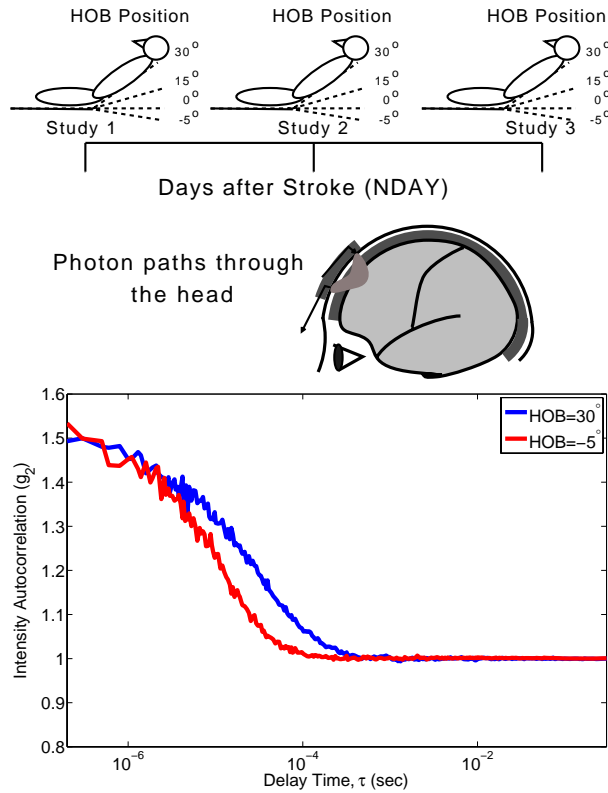 HOB Position HOB Position HOB Position
30° 30° 30°
15° 15° 15°
0° 0° 0°
-5° -5° -5°
Study 1 Study 2 Study 3
Days after Stroke (NDAY)
Photon paths through
the head
1.6
1.5
1.4
1.3
1.2
1.1
1
0.9
0.8
Intensity Autocorrelation (g₂)
HOB=30°
HOB=−5°
10⁻⁶ 10⁻⁴ 10⁻²
Delay Time, τ (sec)